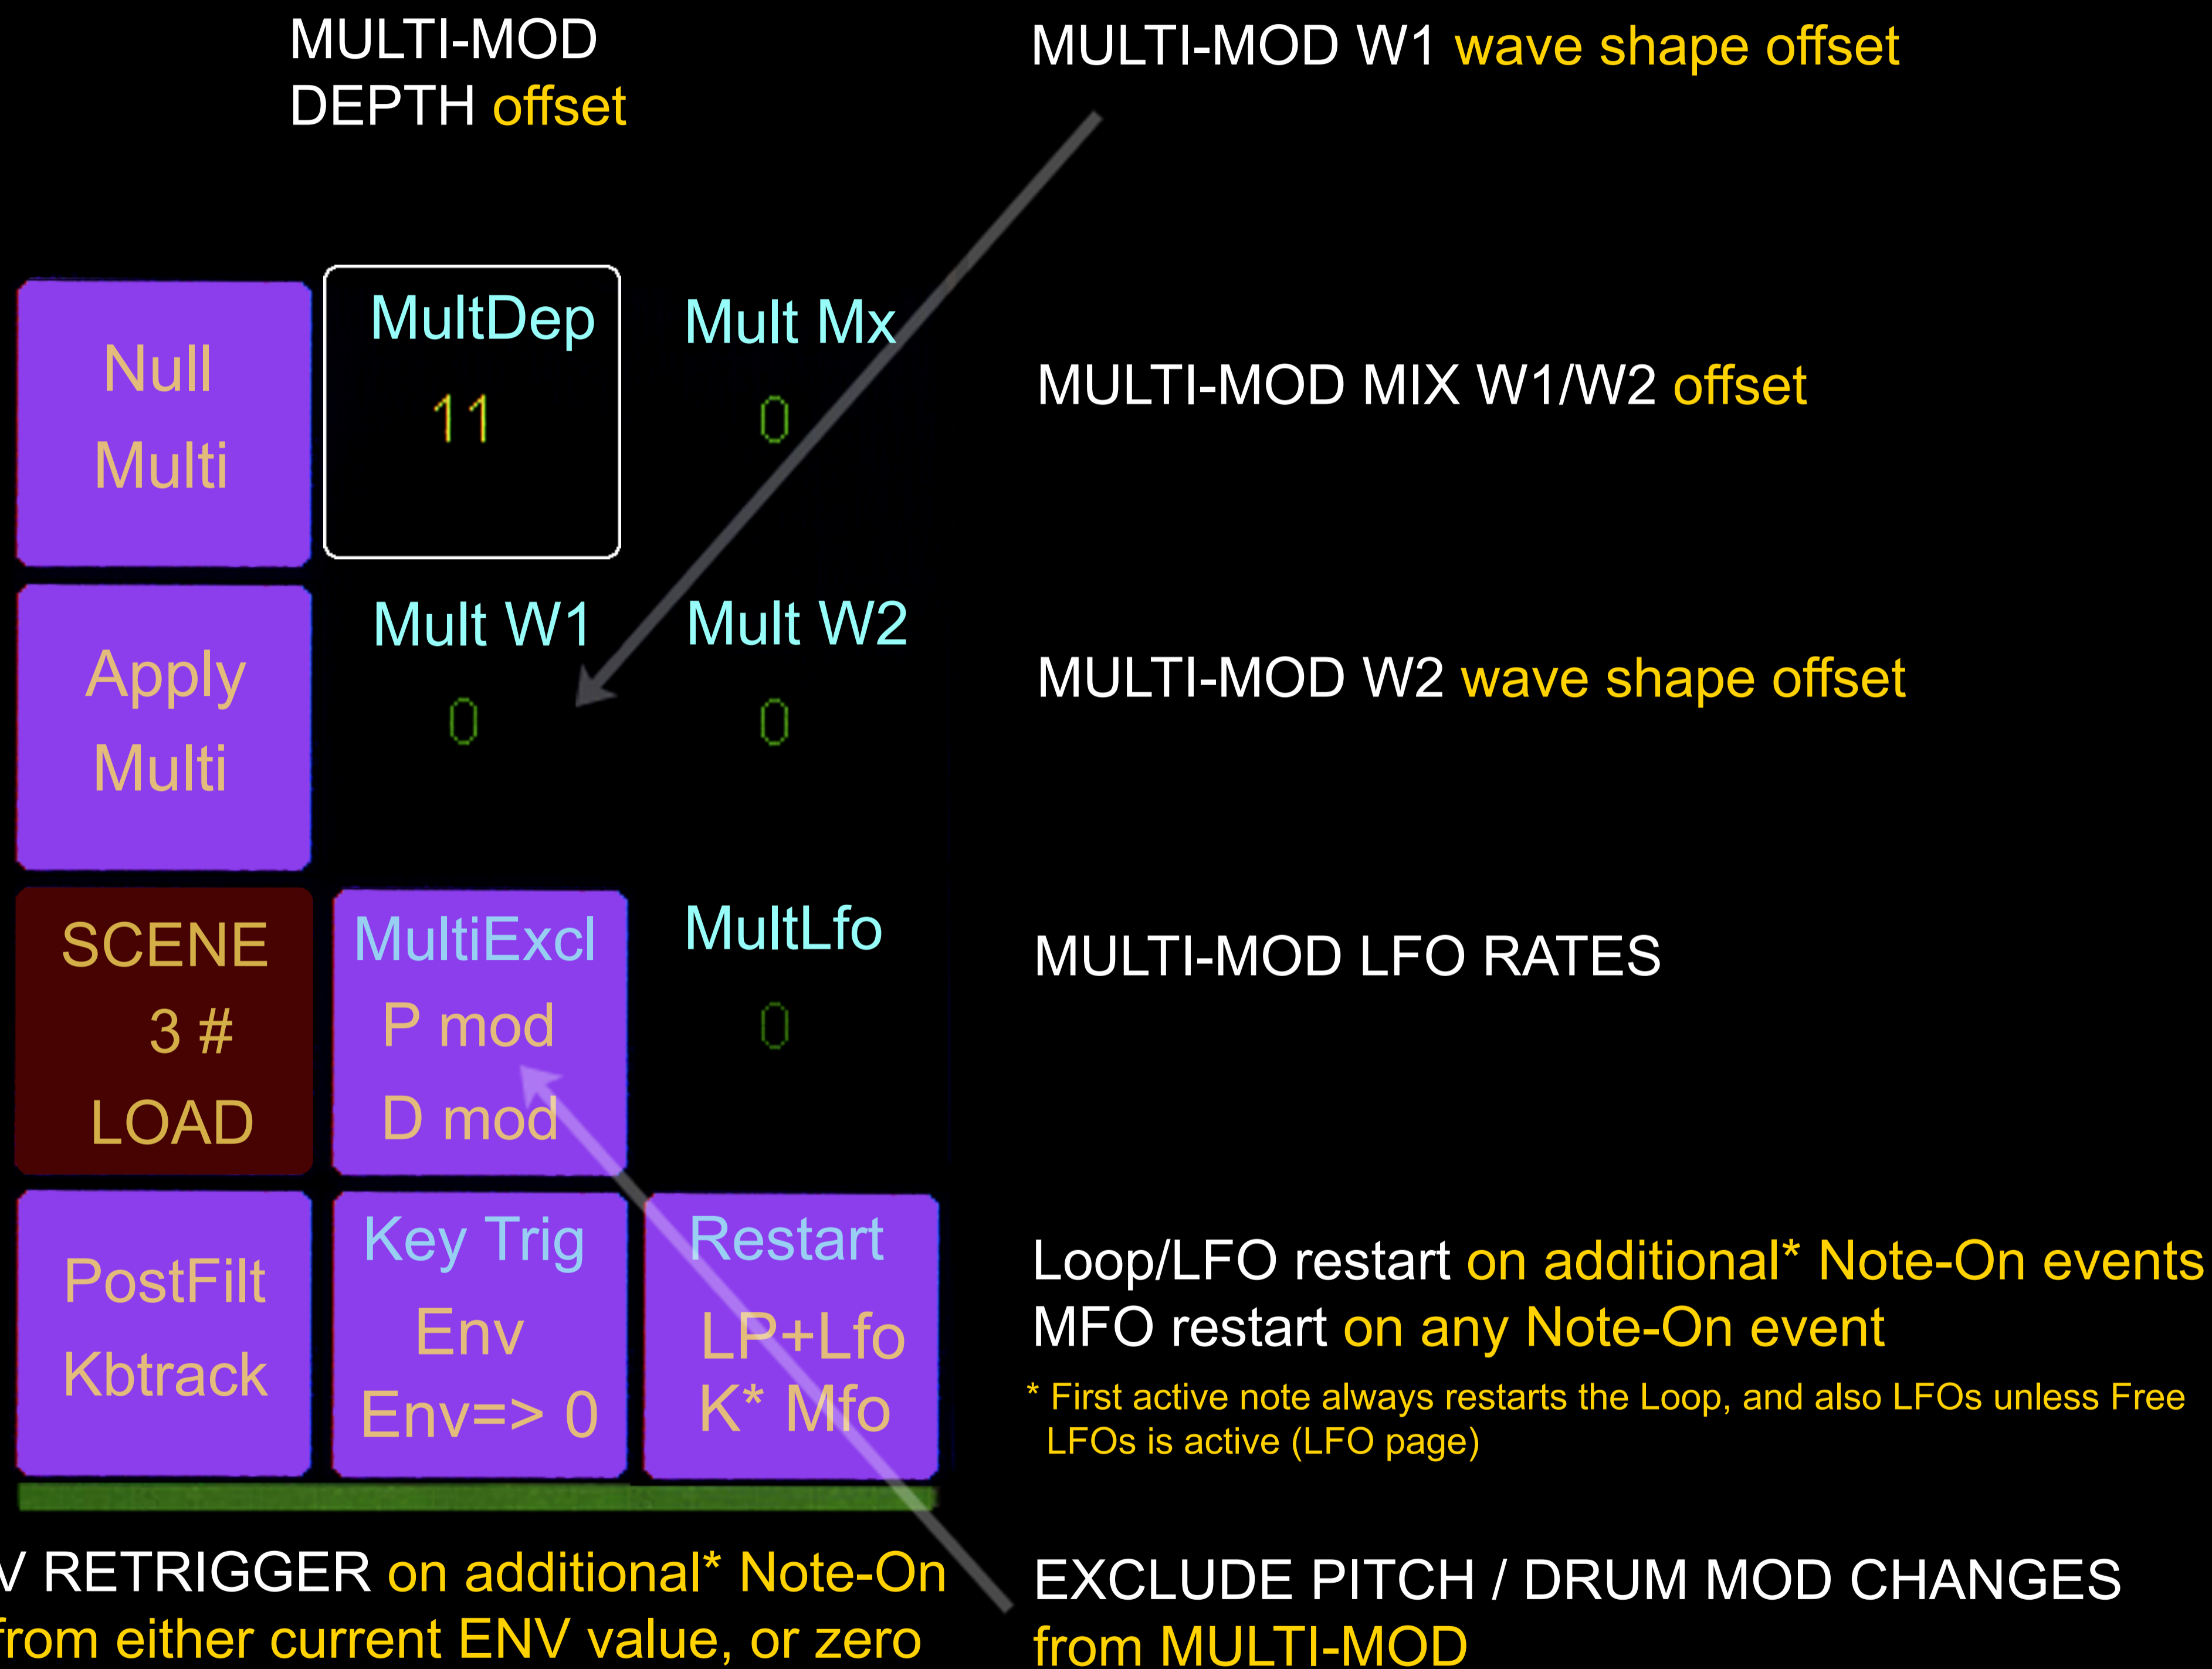 MULTI-MOD
DEPTH offset
MULTI-MOD W1 wave shape offset
Null
Multi
MultDep
11
Mult Mx
0
MULTI-MOD MIX W1/W2 offset
Apply
Multi
Mult W1
0
Mult W2
0
MULTI-MOD W2 wave shape offset
SCENE
3 #
LOAD
MultiExcl
P mod
D mod
MultLfo
0
MULTI-MOD LFO RATES
PostFilt
Kbtrack
Key Trig
Env
Env=> 0
Restart
LP+Lfo
K* Mfo
Loop/LFO restart on additional* Note-On events
MFO restart on any Note-On event
* First active note always restarts the Loop, and also LFOs unless Free
LFOs is active (LFO page)
V RETRIGGER on additional* Note-On
from either current ENV value, or zero
EXCLUDE PITCH / DRUM MOD CHANGES
from MULTI-MOD